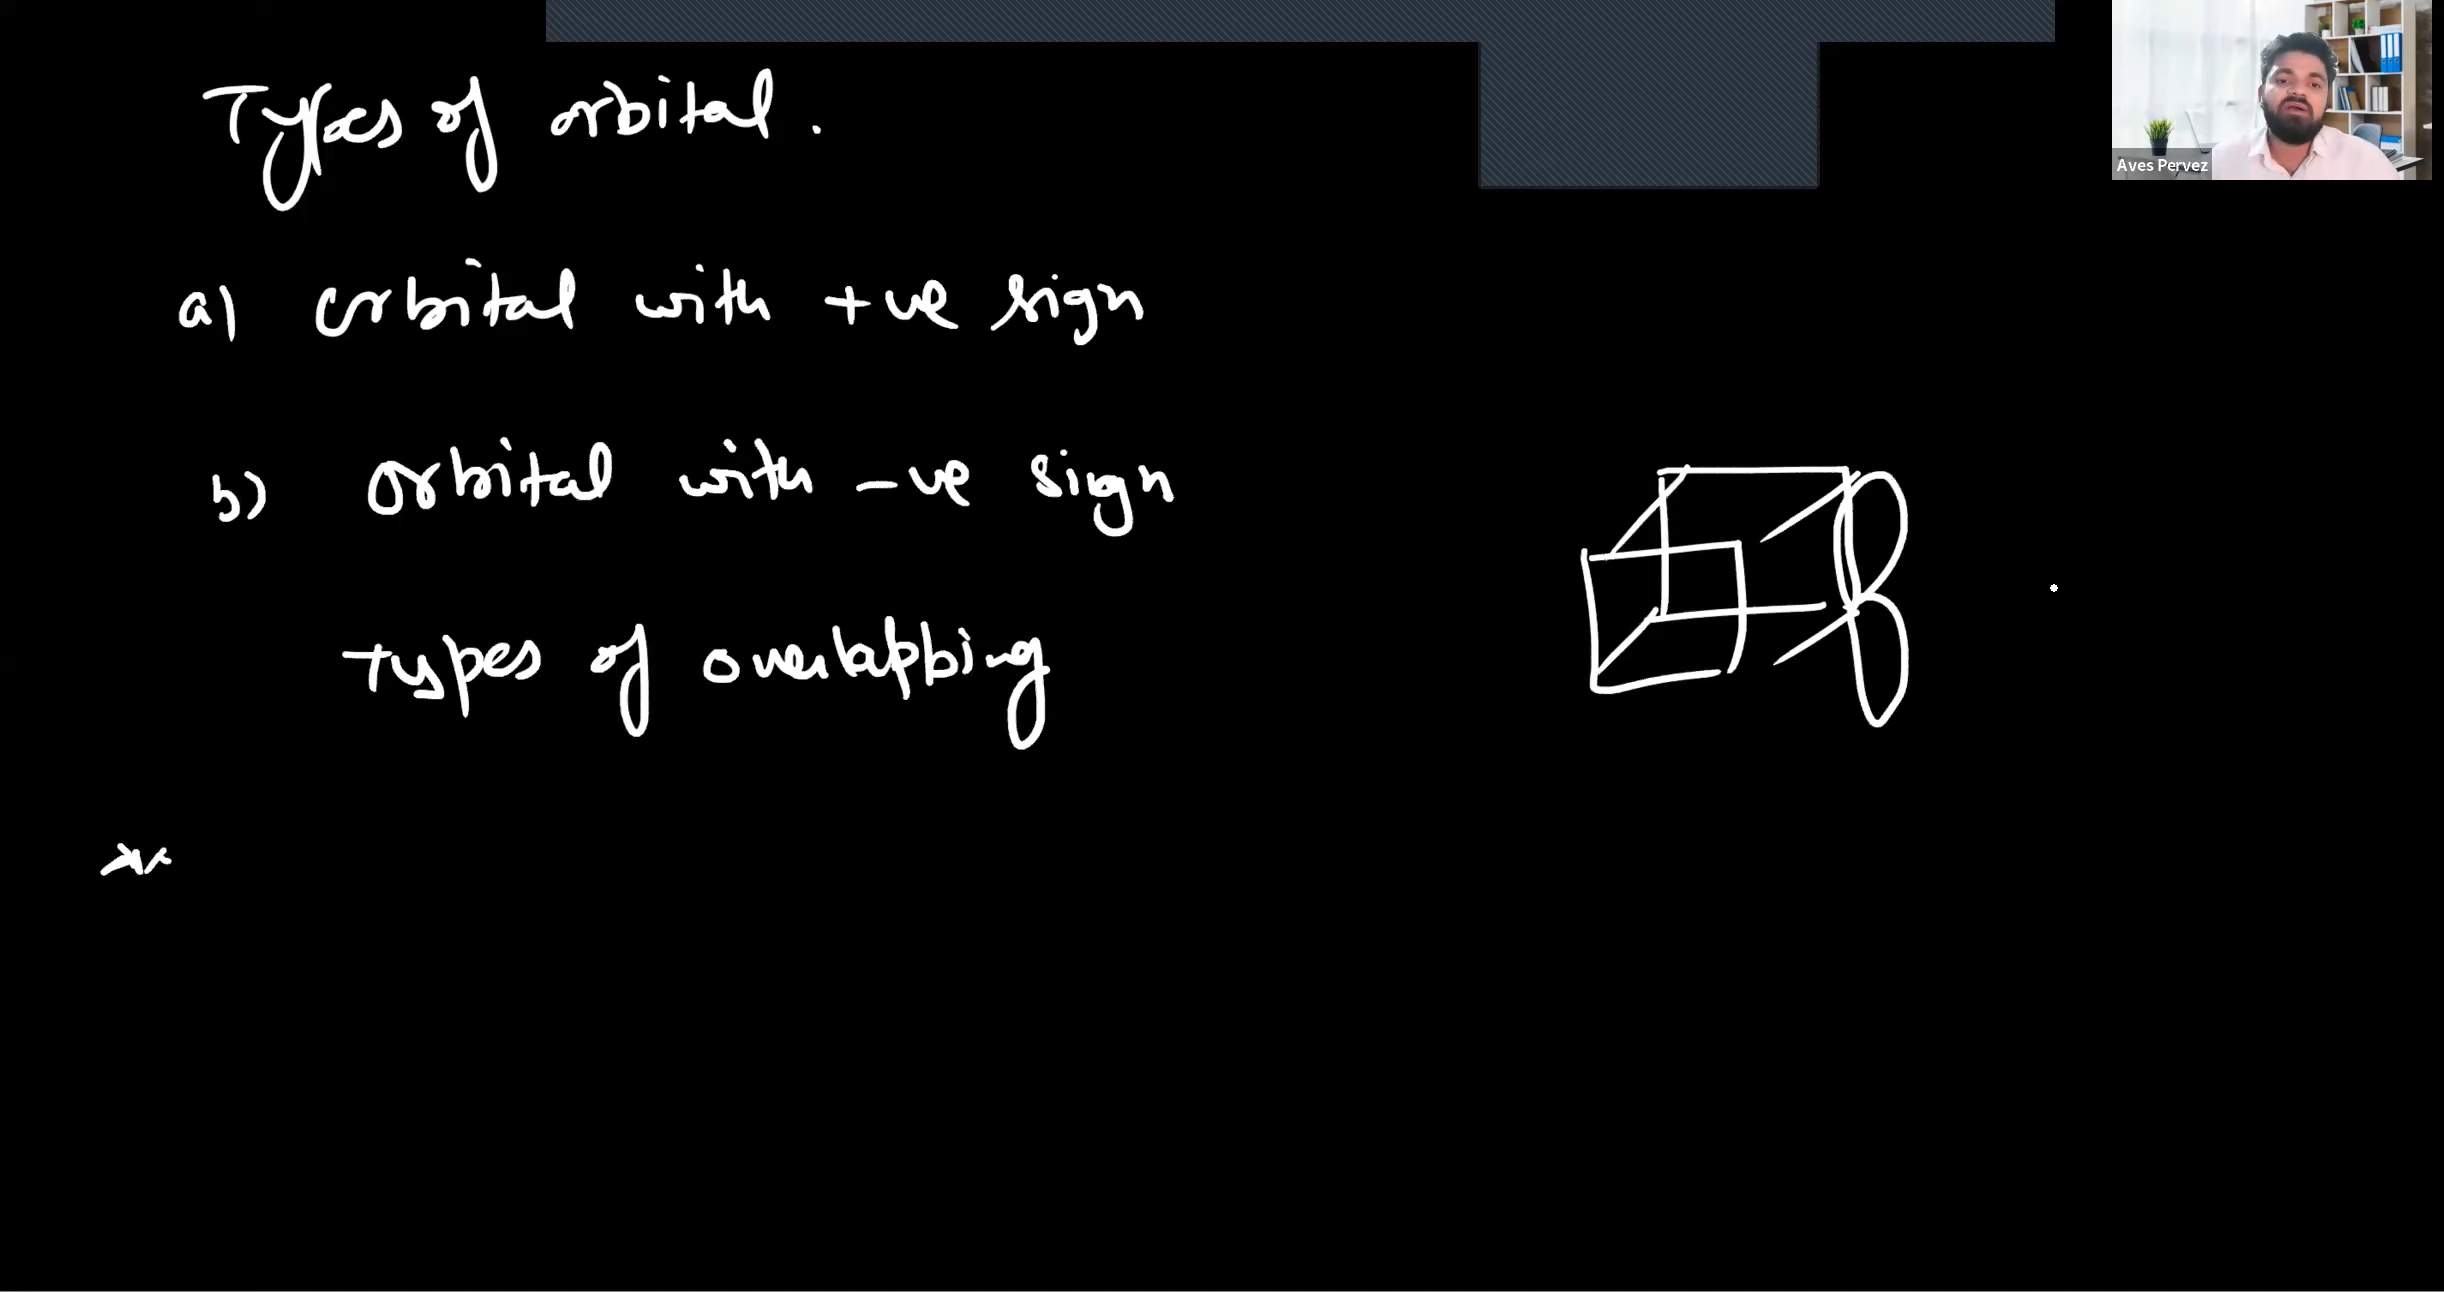 Types of orbital.
Aves Pervez
a) orbital with +ve sign
b) orbital with -ve sign
types of overlapping